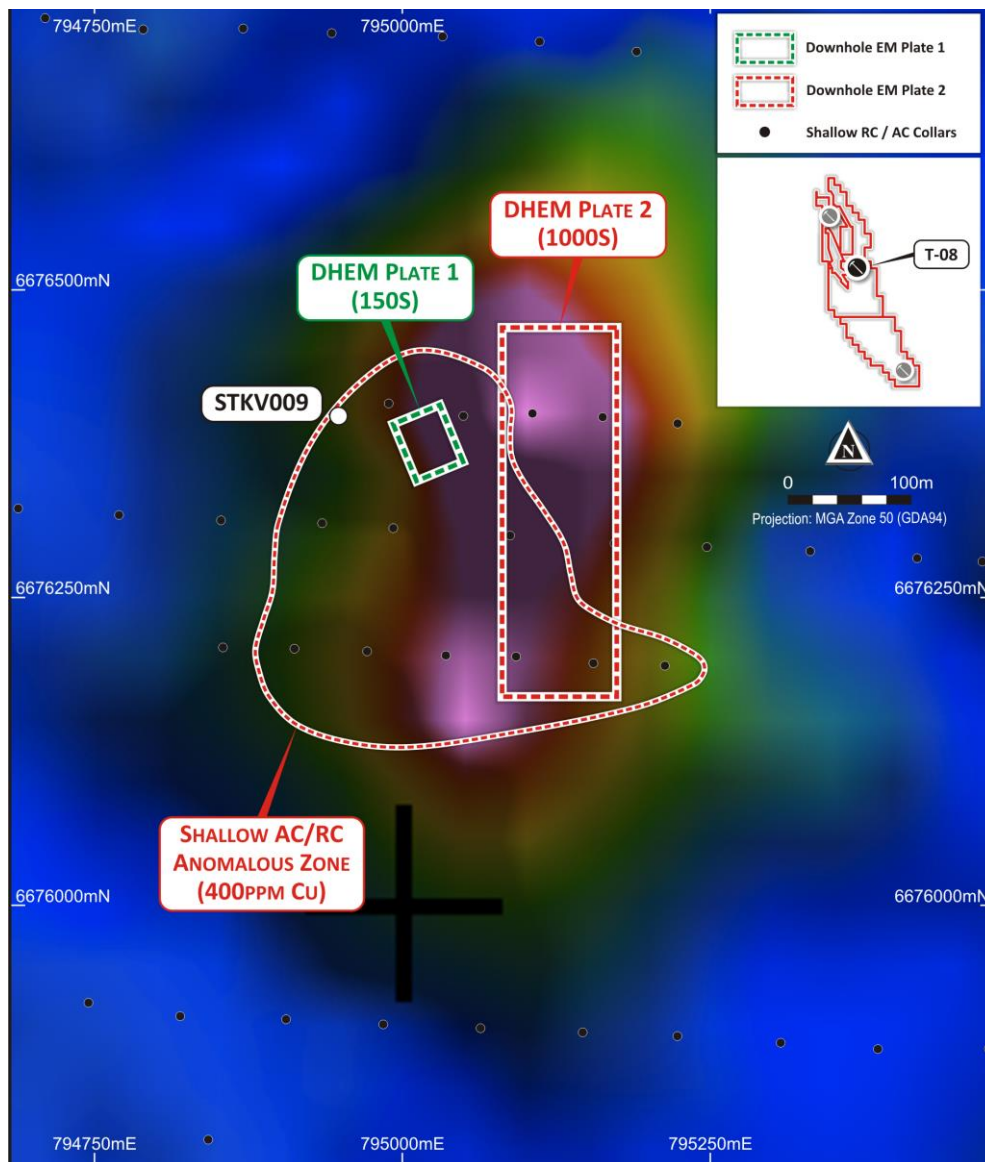 794750mE
795000mE
Downhole EM Plate 1
Downhole EM Plate 2
Shallow RC / AC Collars
T-08
DHEM Plate 2
(1000S)
DHEM Plate 1
(150S)
6676500mN
STKV009
N
0
100m
Projection: MGA Zone 50 (GDA94)
6676250mN
6676250mN
Shallow AC/RC
Anomalous Zone
(400ppm Cu)
6676000mN
6676000mN
794750mE
795000mE
795250mE